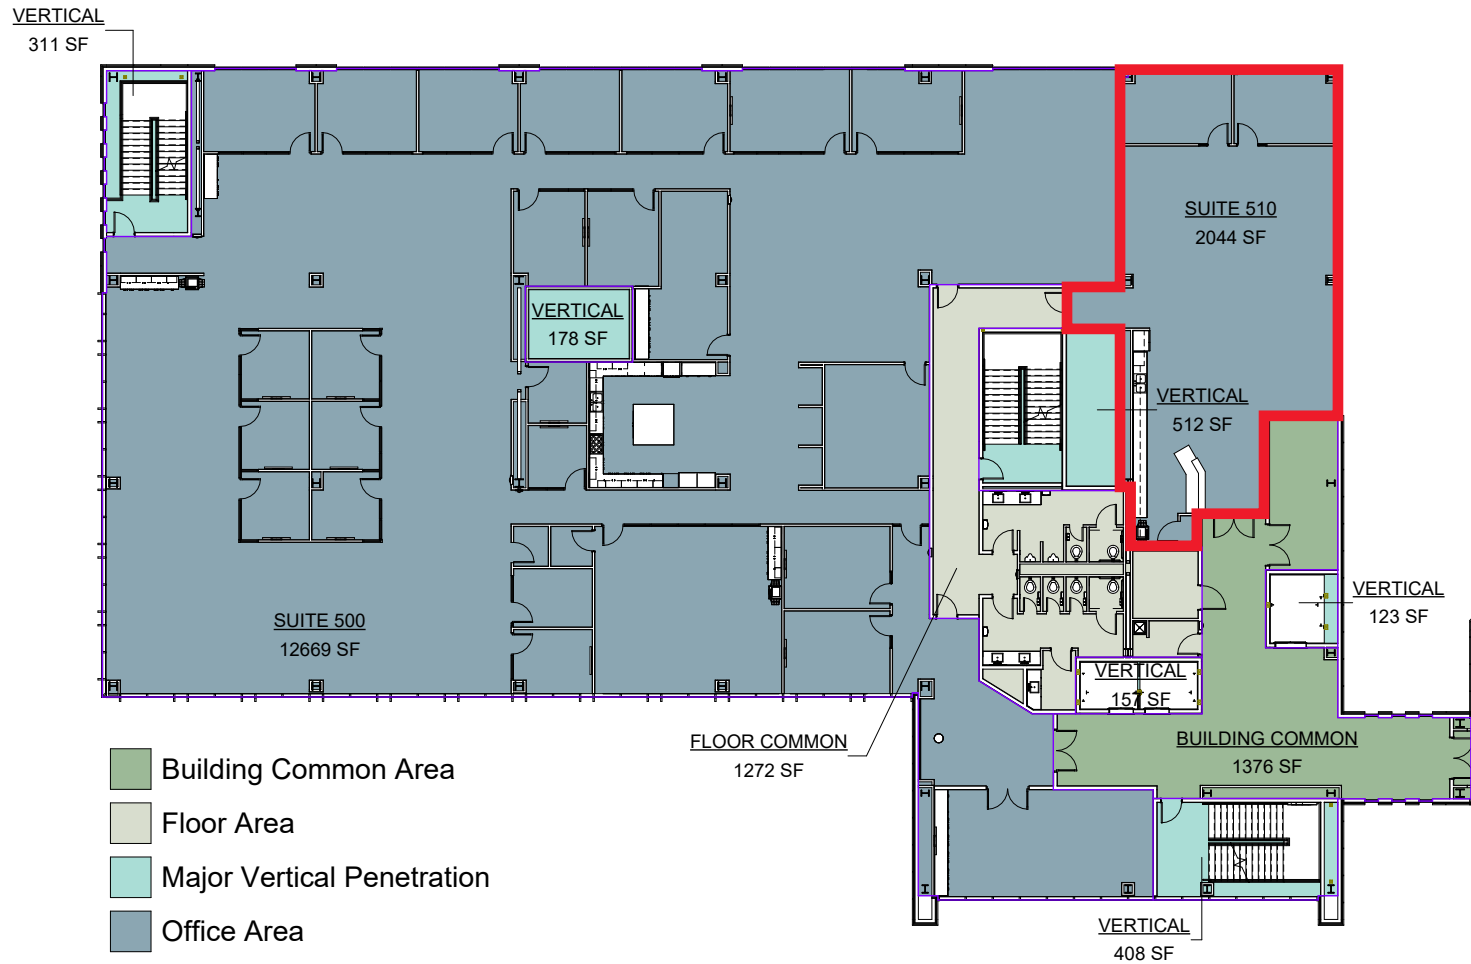 VERTICAL
311 SF
SUITE 510
2044 SF
VERTICAL
178 SF
VERTICAL
512 SF
VERTICAL
123 SF
SUITE 500
12669 SF
VERTICAL
157 SF
FLOOR COMMON
1272 SF
BUILDING COMMON
1376 SF
Building Common Area
Floor Area
Major Vertical Penetration
Office Area
VERTICAL
408 SF